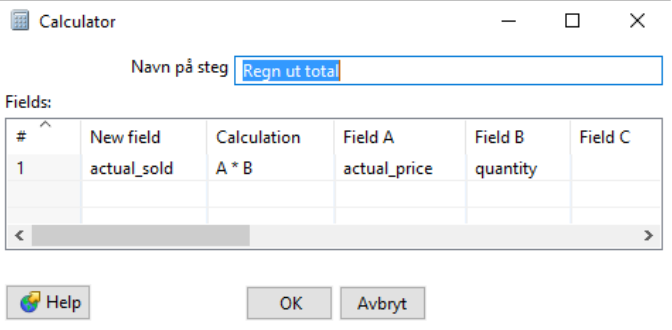 Calculator
Navn på steg Regn ut total
Fields:
# New field Calculation Field A Field B Field C
1 actual_sold A * B actual_price quantity
Help OK Avbryt